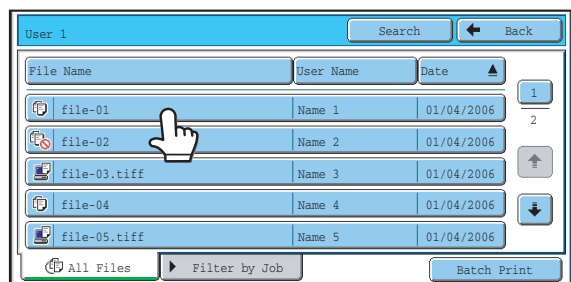 User 1 Search Back
File Name User Name Date
file-01 Name 1 01/04/2006
file-02 Name 2 01/04/2006
file-03.tiff Name 3 01/04/2006
file-04 Name 4 01/04/2006
file-05.tiff Name 5 01/04/2006
1
2
All Files Filter by Job Batch Print